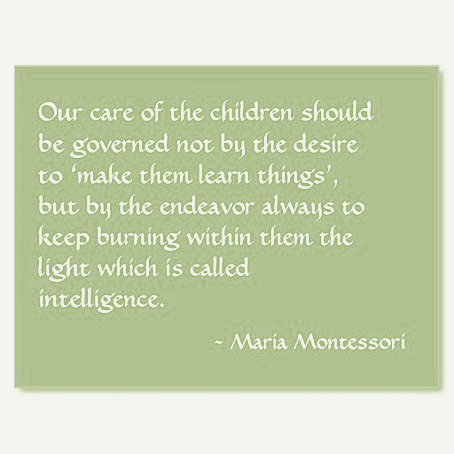 Our care of the children should
be governed not by the desire
to ‘make them learn things’,
but by the endeavor always to
keep burning within them the
light which is called
intelligence.
~ Maria Montessori